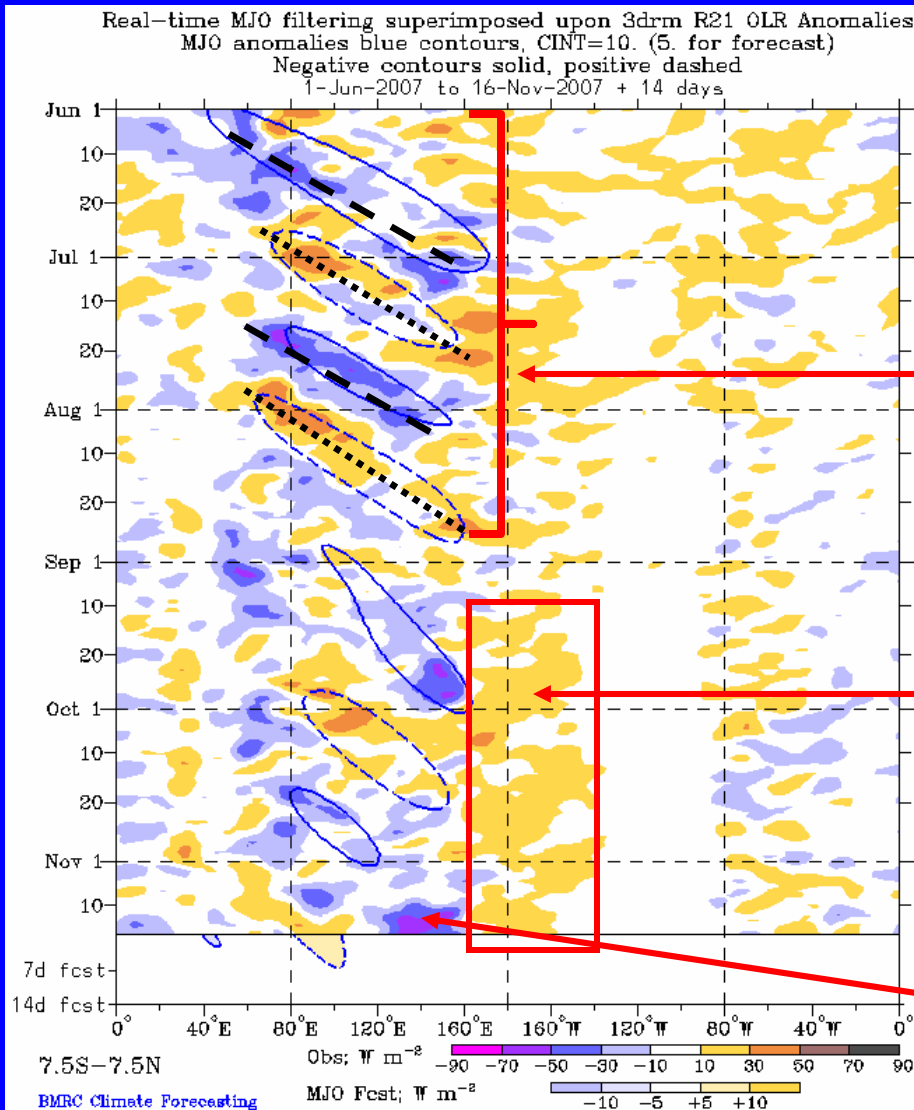 Real-time MJO filtering superimposed upon 3drm R21 OLR Anomalies
MJO anomalies blue contours, CINT=10. (5. for forecast)
Negative contours solid, positive dashed
1-Jun-2007 to 16-Nov-2007 + 14 days
Jun 1
10
20
Jul 1
10
20
Aug 1
10
20
Sep 1
10
20
Oct 1
10
20
Nov 1
10
7d fcst
14d fcst
0° 40°E 80°E 120°E 160°E 160°W 120°W 80°W 40°W 0°
7.5S-7.5N
Obs; W m-2
-90 -70 -50 -30 -10 10 30 50 70 90
BMRC Climate Forecasting
MJO Fcst; W m-2
-10 -5 +5 +10